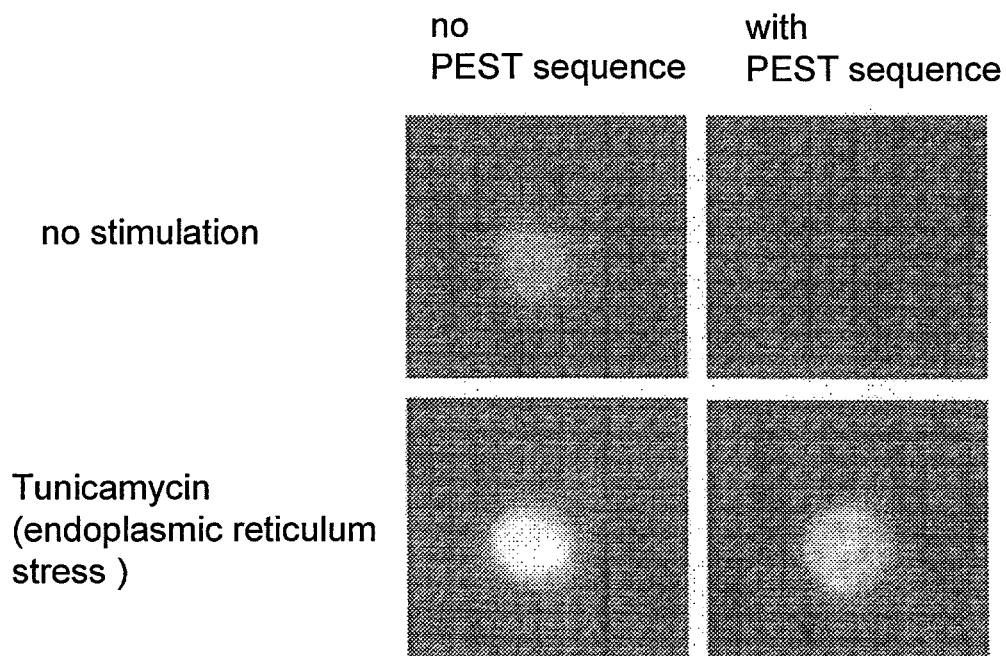 no
PEST sequence
with
PEST sequence
no stimulation
Tunicamycin
(endoplasmic reticulum
stress )